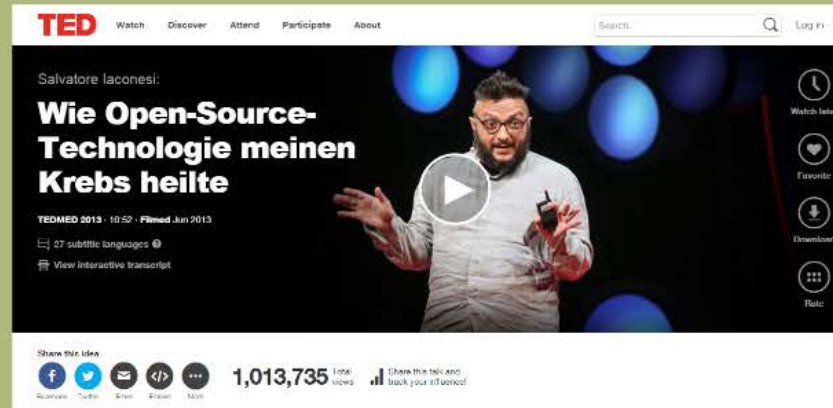 TED Watch Discover Attend Participate About Search Log in
Salvatore Iaconesi:
Wie Open-Source-
Technologie meinen
Krebs heilte
TEDMED 2013 · 10:52 · Filmed Jun 2013
27 subtitle languages
View interactive transcript
Watch late
Favorite
Download
Rate
Share this idea
Facebook Twitter Email Embed More
1,013,735 Total views
Share this talk and
track your influence!